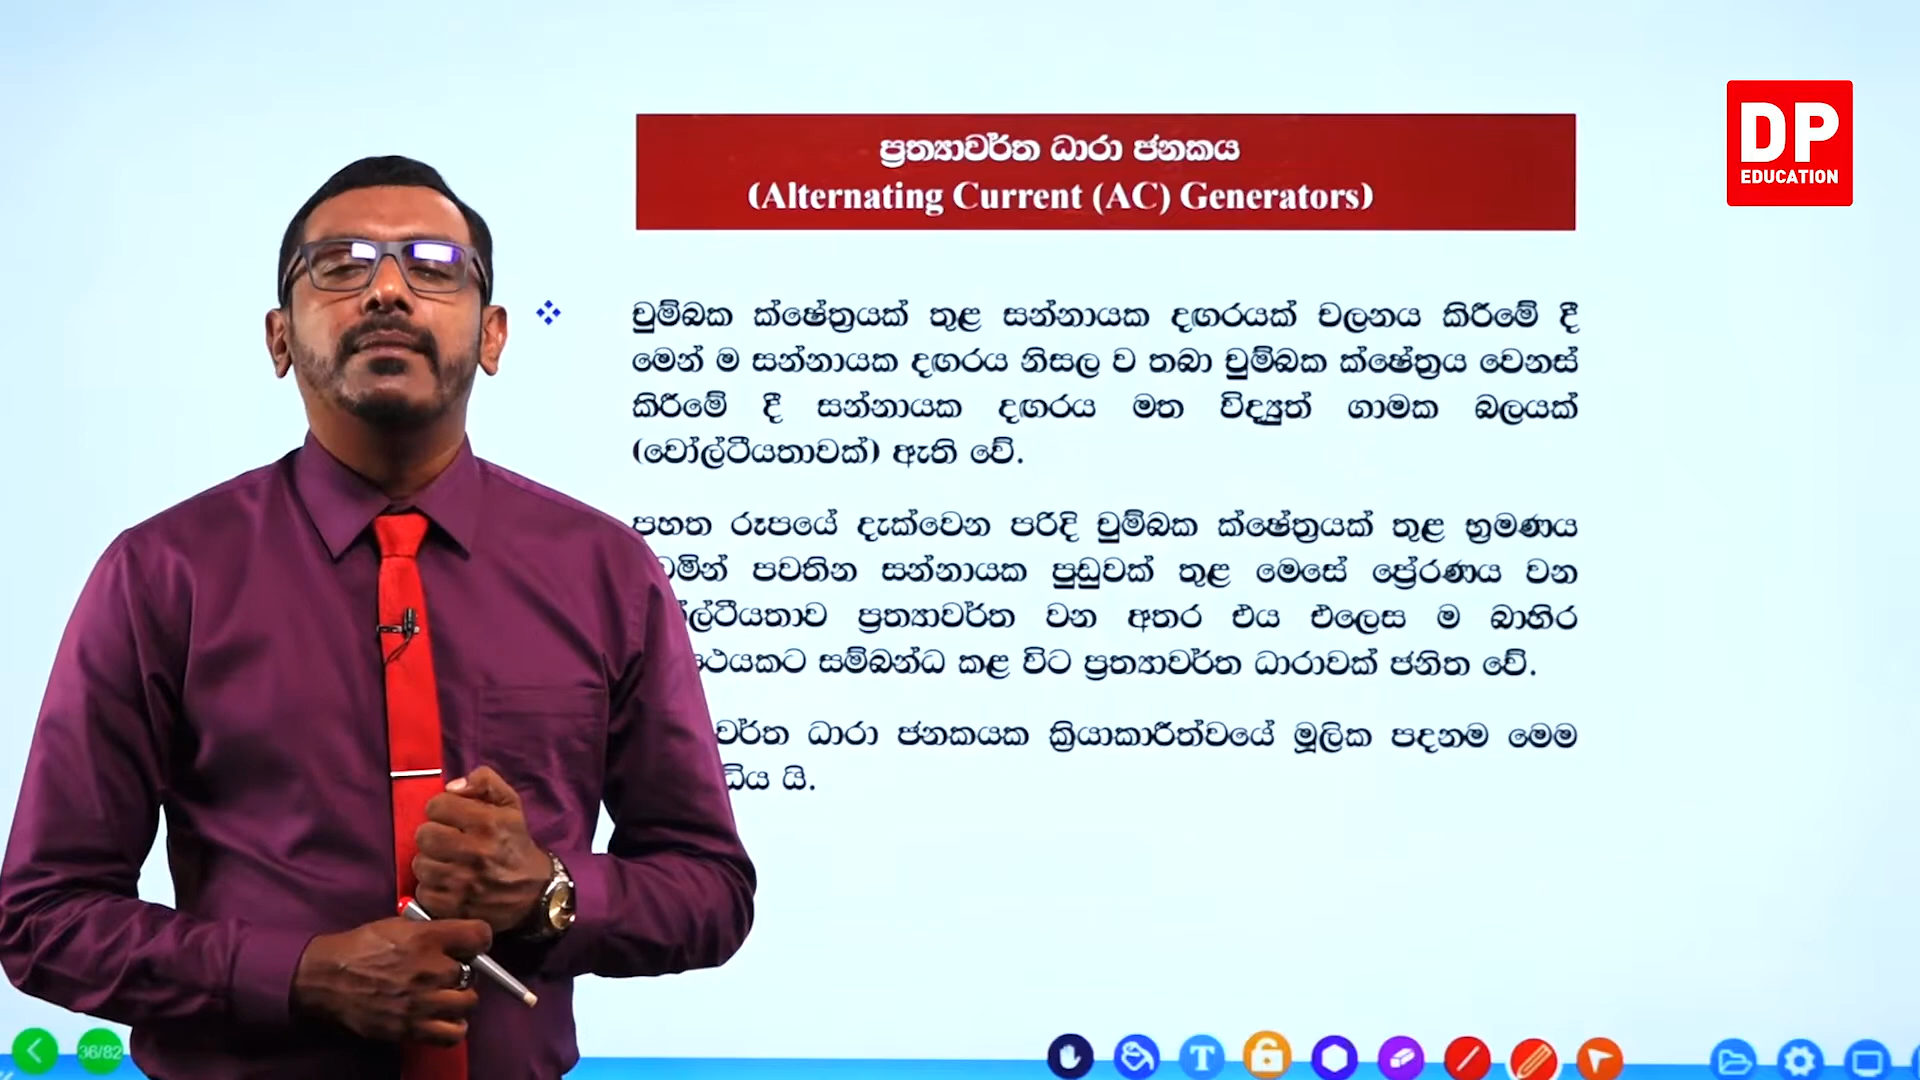 ප්‍රත්‍යාවර්ත ධාරා ජනකය
(Alternating Current (AC) Generators)
DP
EDUCATION
චුම්බක ක්ෂේත්‍රයක් තුළ සන්නායක දඟරයක් චලනය කිරීමේ දී
මෙන් ම සන්නායක දඟරය නිසල ව තබා චුම්බක ක්ෂේත්‍රය වෙනස්
කිරීමේ දී සන්නායක දඟරය මත විද්‍යුත් ගාමක බලයක්
(වෝල්ටීයතාවක්) ඇති වේ.
පහත රූපයේ දැක්වෙන පරිදි චුම්බක ක්ෂේත්‍රයක් තුළ භ්‍රමණය
පවතින සන්නායක පුඩුවක් තුළ මෙසේ ප්‍රේරණය වන
ප්‍රත්‍යාවර්ත වන අතර එය එලෙස ම බාහිර
සම්බන්ධ කළ විට ප්‍රත්‍යාවර්ත ධාරාවක් ජනිත වේ.
ධාරා ජනකයක ක්‍රියාකාරීත්වයේ මූලික පදනම මෙම
යි.
36/82
T